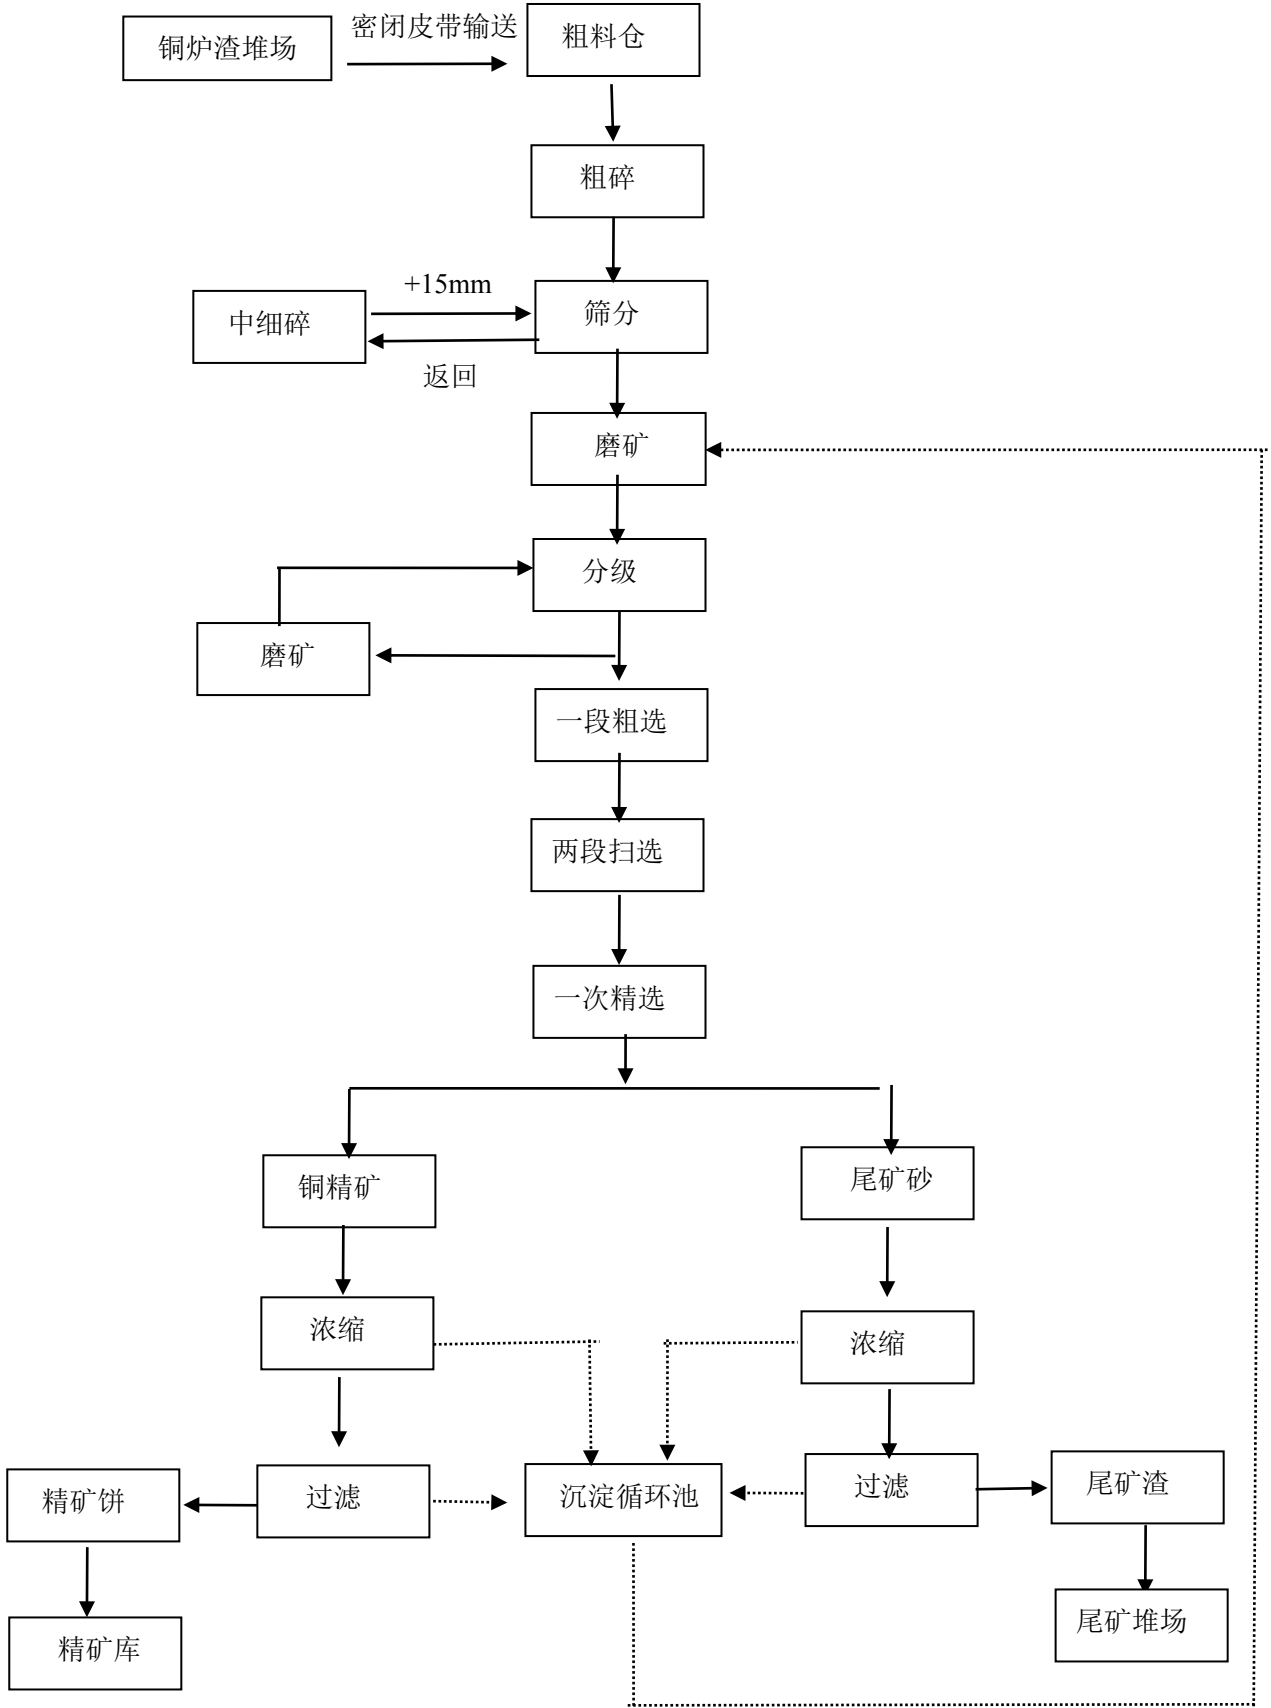 铜炉渣堆场
密闭皮带输送
粗料仓
粗碎
+15mm
中细碎
筛分
返回
磨矿
分级
磨矿
一段粗选
两段扫选
一次精选
铜精矿
尾矿砂
浓缩
浓缩
精矿饼
过滤
沉淀循环池
过滤
尾矿渣
精矿库
尾矿堆场